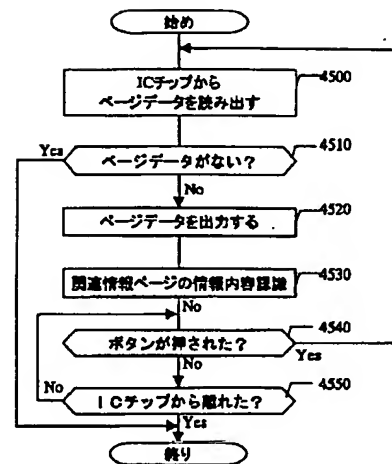 始め
ICチップから
ページデータを読み出す
4500
Yes
ページデータがない?
4510
No
ページデータを出力する
4520
関連情報ページの情報内容認識
4530
No
ボタンが押された?
4540
Yes
No
No
ICチップから離れた?
4550
Yes
終り